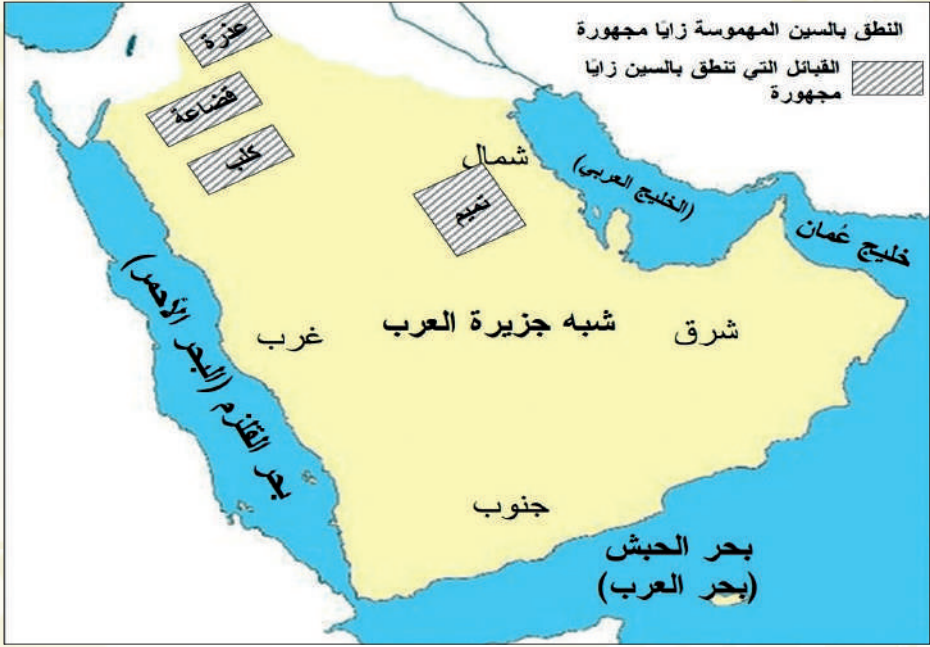 النطق بالسين المهموسة زايًا مجهورة
القبائل التي تنطق بالسين زايًا
مجهورة
عذرة
قضاعة
كلب
شمال
تميم
(الخليج العربي)
خليج عُمان
شبه جزيرة العرب
شرق
غرب
بحر القلزم (البحر الأحمر)
جنوب
بحر الحبش
(بحر العرب)